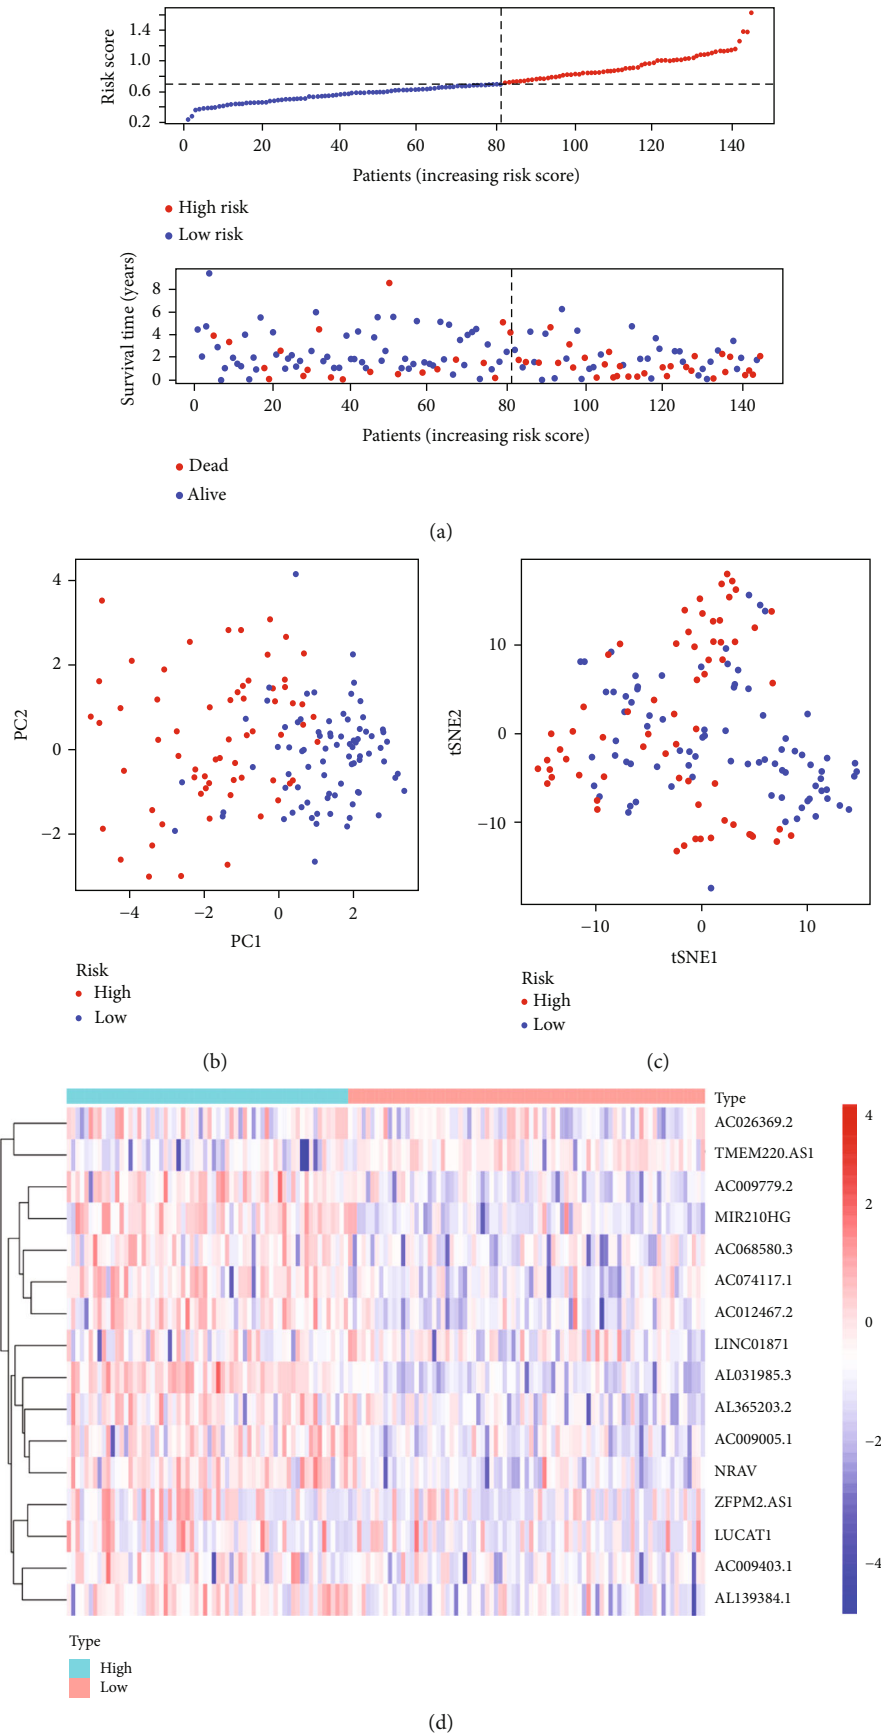 Risk score
1.4
1.0
0.6
0.2
0 20 40 60 80 100 120 140
Patients (increasing risk score)
High risk
Low risk
Survival time (years)
8
6
4
2
0
0 20 40 60 80 100 120 140
Patients (increasing risk score)
Dead
Alive
(a)
PC2
4
2
0
−2
−4 −2 0 2
PC1
Risk
High
Low
(b)
tSNE2
10
0
−10
−10 0 10
tSNE1
Risk
High
Low
(c)
Type
AC026369.2
TMEM220.AS1
AC009779.2
MIR210HG
AC068580.3
AC074117.1
AC012467.2
LINC01871
AL031985.3
AL365203.2
AC009005.1
NRAV
ZFPM2.AS1
LUCAT1
AC009403.1
AL139384.1
4
2
0
−2
−4
Type
High
Low
(d)